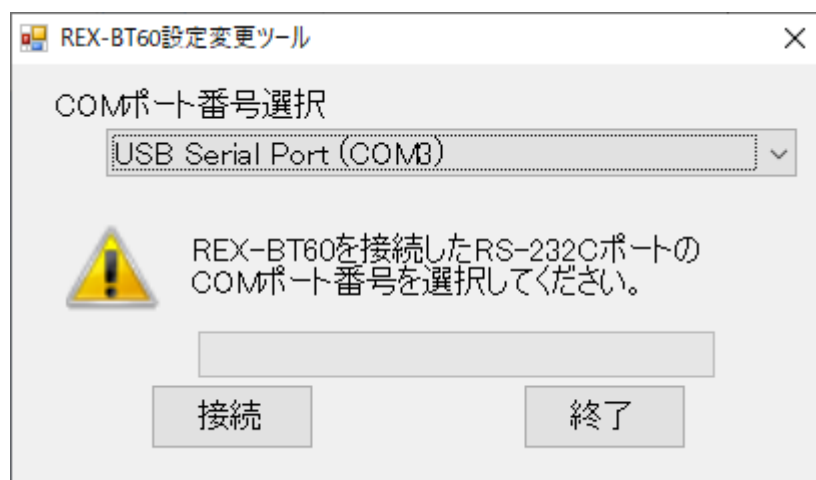 REX-BT60設定変更ツール
COMポート番号選択
USB Serial Port (COM3)
REX-BT60を接続したRS-232Cポートの
COMポート番号を選択してください。
接続
終了